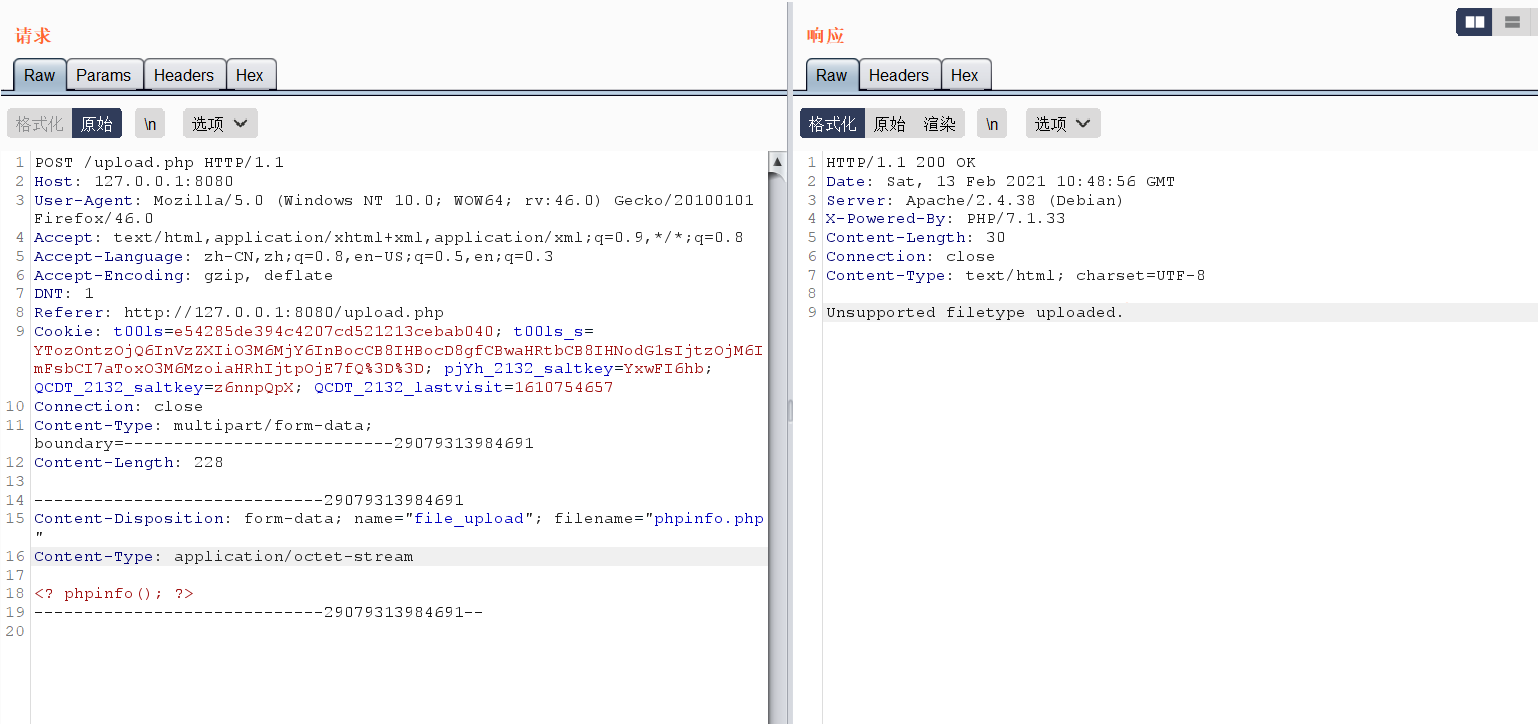 请求
Raw Params Headers Hex
格式化 原始 \n 选项
1 POST /upload.php HTTP/1.1
2 Host: 127.0.0.1:8080
3 User-Agent: Mozilla/5.0 (Windows NT 10.0; WOW64; rv:46.0) Gecko/20100101
Firefox/46.0
4 Accept: text/html,application/xhtml+xml,application/xml;q=0.9,*/*;q=0.8
5 Accept-Language: zh-CN,zh;q=0.8,en-US;q=0.5,en;q=0.3
6 Accept-Encoding: gzip, deflate
7 DNT: 1
8 Referer: http://127.0.0.1:8080/upload.php
9 Cookie: t00ls=e54285de394c4207cd521213cebab040; t00ls_s=
YTozOntzOjQ6InVzZXIiO3M6MjY6InBocCB8IHBocD8gfCBwaHRtbCB8IHNodG1sIjtzOjM6I
mFsbCI7aToxO3M6MzoiaHRhIjtpOjE7fQ%3D%3D; pjYh_2132_saltkey=YxwFI6hb;
QCDT_2132_saltkey=z6nnpQpX; QCDT_2132_lastvisit=1610754657
10 Connection: close
11 Content-Type: multipart/form-data;
boundary=---------------------------29079313984691
12 Content-Length: 228
13
14 -----------------------------29079313984691
15 Content-Disposition: form-data; name="file_upload"; filename="phpinfo.php
"
16 Content-Type: application/octet-stream
17
18 <? phpinfo(); ?>
19 -----------------------------29079313984691--
20
响应
Raw Headers Hex
格式化 原始 渲染 \n 选项
1 HTTP/1.1 200 OK
2 Date: Sat, 13 Feb 2021 10:48:56 GMT
3 Server: Apache/2.4.38 (Debian)
4 X-Powered-By: PHP/7.1.33
5 Content-Length: 30
6 Connection: close
7 Content-Type: text/html; charset=UTF-8
8
9 Unsupported filetype uploaded.